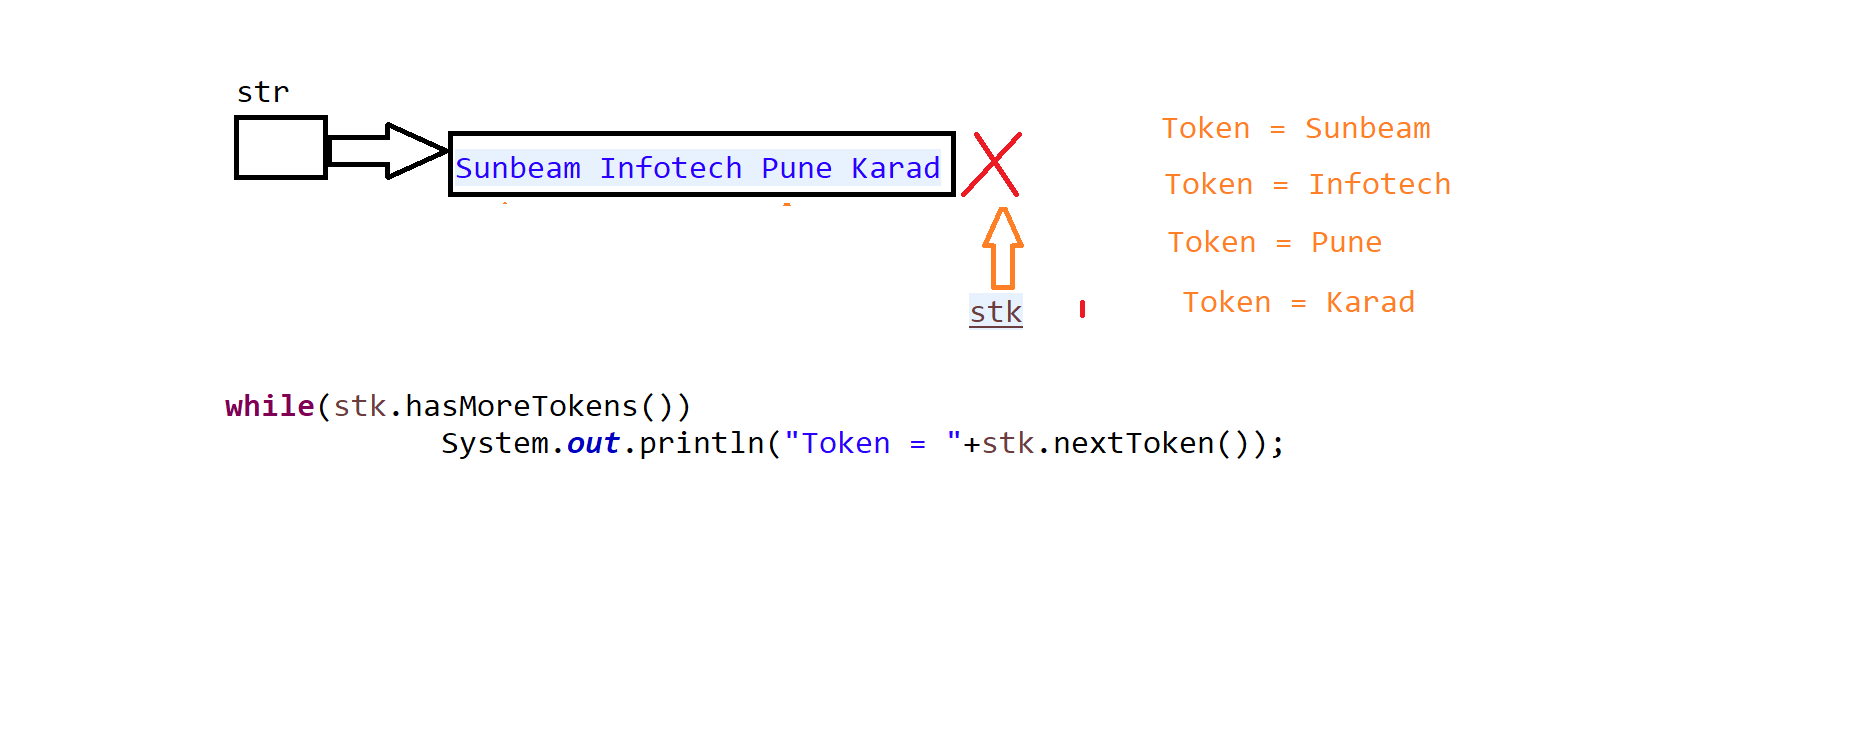 str
Sunbeam Infotech Pune Karad
Token = Sunbeam
Token = Infotech
Token = Pune
Token = Karad
stk
while(stk.hasMoreTokens())
System.out.println("Token = "+stk.nextToken());